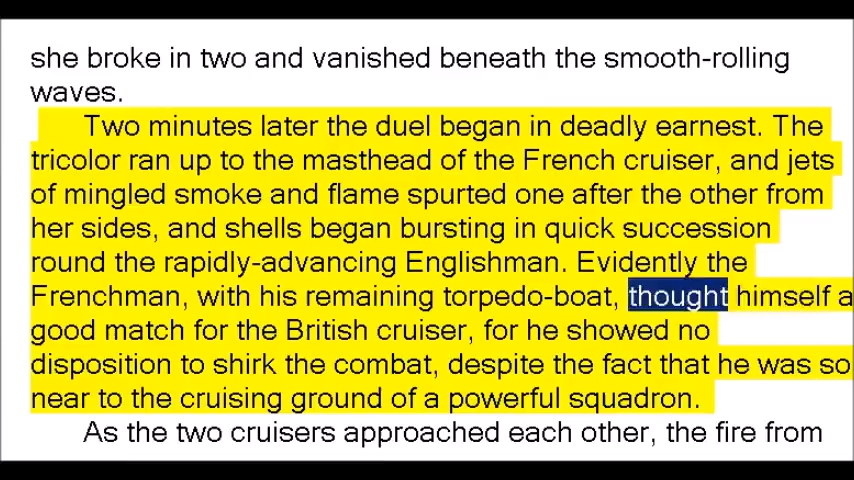 she broke in two and vanished beneath the smooth-rolling
waves.
Two minutes later the duel began in deadly earnest. The
tricolor ran up to the masthead of the French cruiser, and jets
of mingled smoke and flame spurted one after the other from
her sides, and shells began bursting in quick succession
round the rapidly-advancing Englishman. Evidently the
Frenchman, with his remaining torpedo-boat, thought himself a
good match for the British cruiser, for he showed no
disposition to shirk the combat, despite the fact that he was so
near to the cruising ground of a powerful squadron.
As the two cruisers approached each other, the fire from